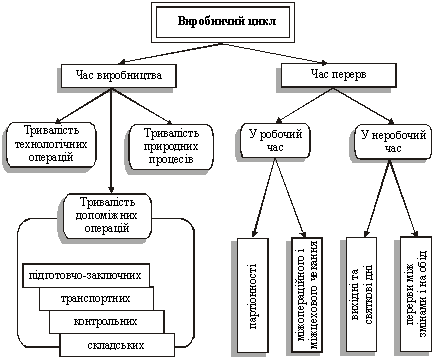 Виробничий цикл
Час виробництва
Час перерв
Тривалість
технологічних
операцій
Тривалість
природних
процесів
У робочий
час
У неробочий
час
Тривалість
допоміжних
операцій
підготовчо-заключних
транспортних
контрольних
складських
партіонності
міжопераційного і
міжцехового чекання
вихідні та
святкові дні
перерви між
змінами і на обід